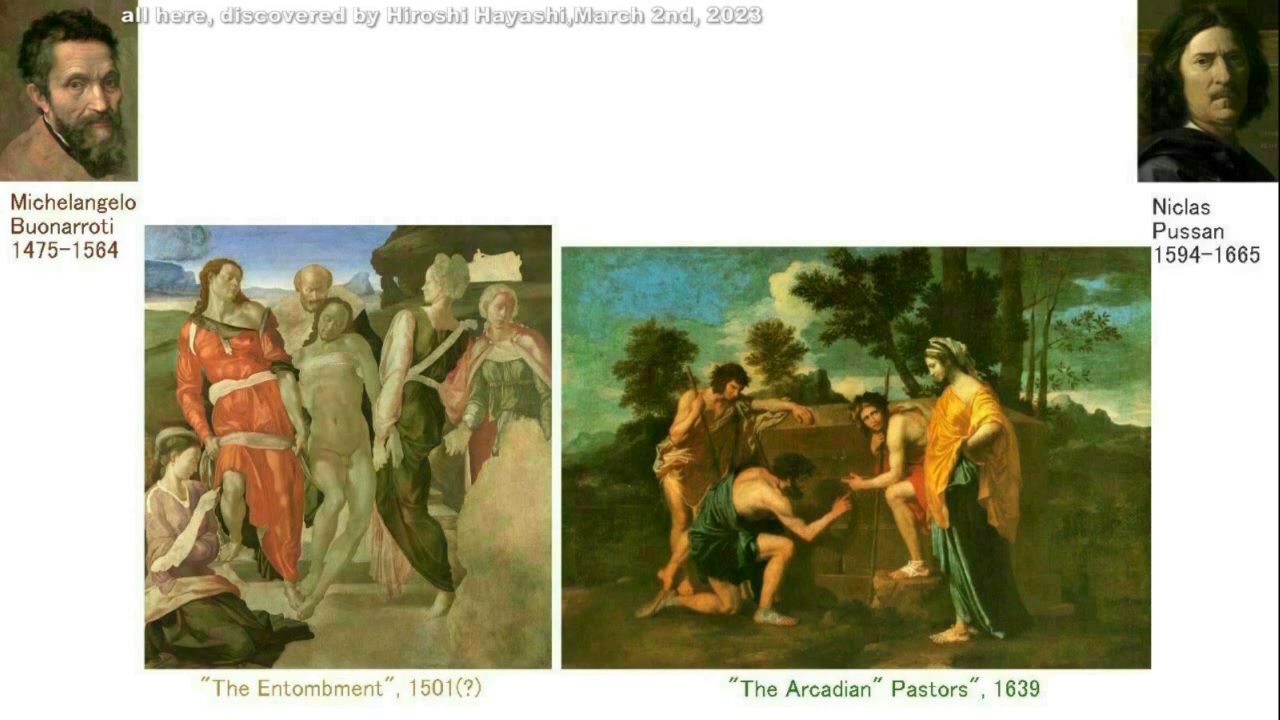 all here, discovered by Hiroshi Hayashi,March 2nd, 2023
Michelangelo
Buonarroti
1475-1564
Niclas
Pussan
1594-1665
"The Entombment", 1501(?)
"The Arcadian" Pastors", 1639